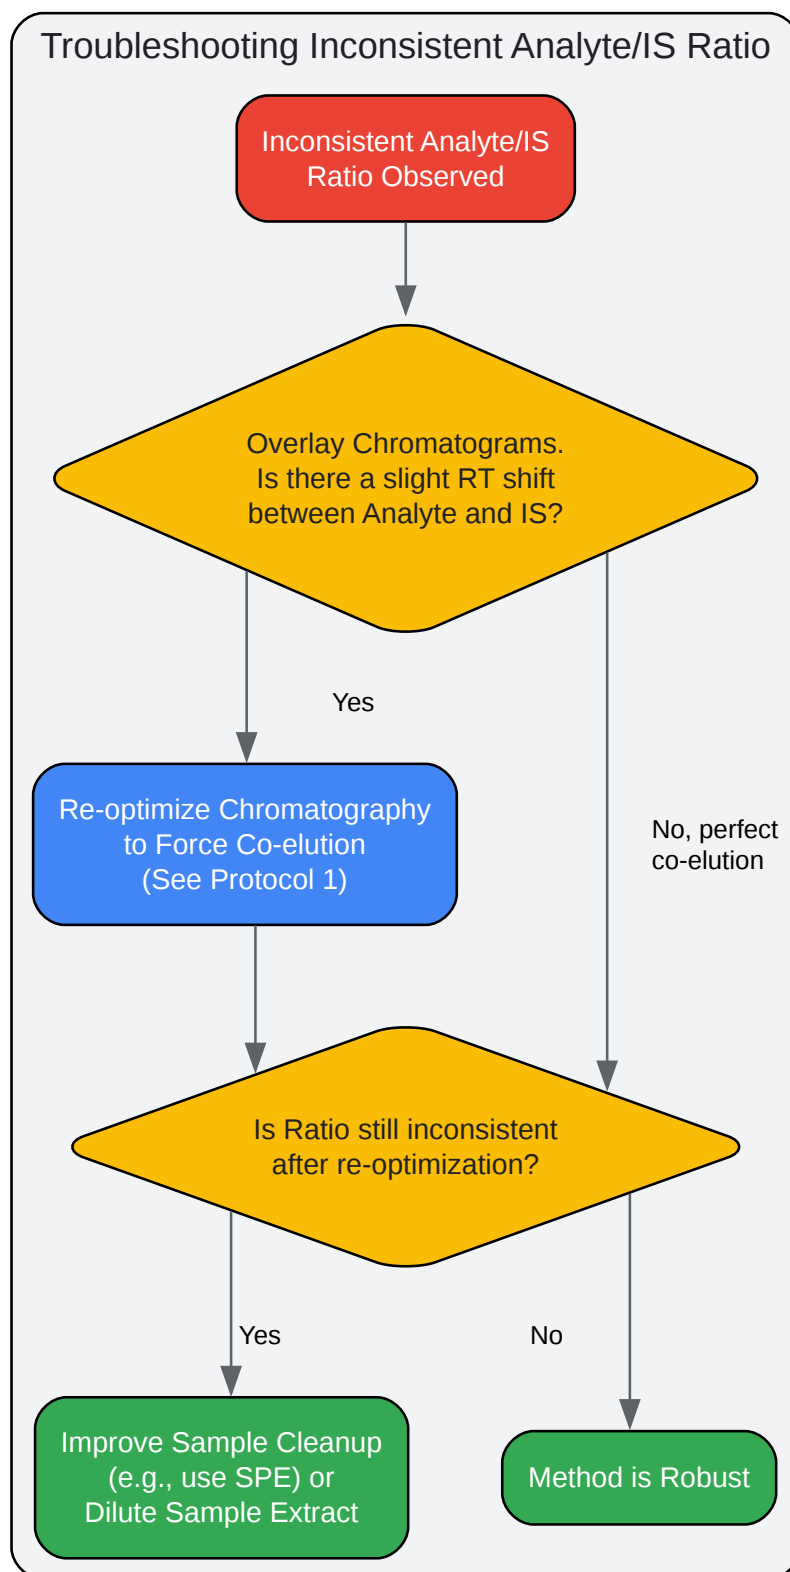 Troubleshooting Inconsistent Analyte/IS Ratio
Inconsistent Analyte/IS
Ratio Observed
Overlay Chromatograms.
Is there a slight RT shift
between Analyte and IS?
Yes
Re-optimize Chromatography
to Force Co-elution
(See Protocol 1)
No, perfect
co-elution
Is Ratio still inconsistent
after re-optimization?
Yes
No
Improve Sample Cleanup
(e.g., use SPE) or
Dilute Sample Extract
Method is Robust